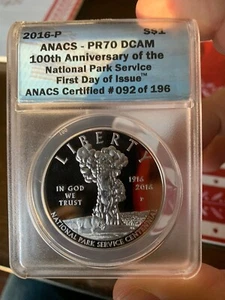 2016-P S$1
ANACS - PR70 DCAM
100th Anniversary of the
National Park Service
First Day of Issue™
ANACS Certified #092 of 196
LIBERTY
IN GOD
WE
TRUST
1916
2016
P
NATIONAL PARK SERVICE CENTENNIAL